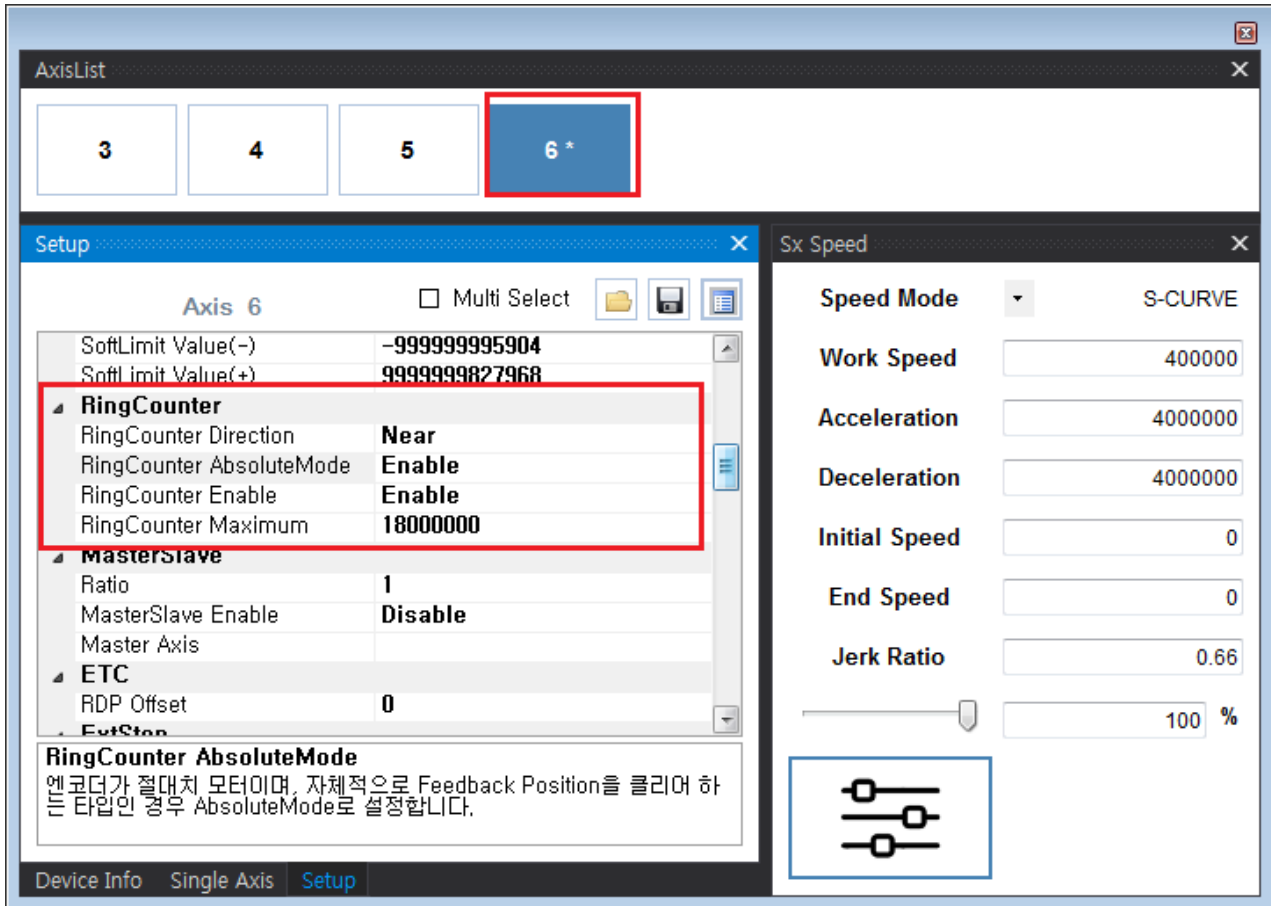 AxisList
3
4
5
6 *
Setup
Axis 6
Multi Select
SoftLimit Value(-) -999999995904
SoftLimit Value(+) 9999999827968
RingCounter
RingCounter Direction Near
RingCounter AbsoluteMode Enable
RingCounter Enable Enable
RingCounter Maximum 18000000
MasterSlave
Ratio 1
MasterSlave Enable Disable
Master Axis
ETC
RDP Offset 0
ExtStop
RingCounter AbsoluteMode
엔코더가 절대치 모터이며, 자체적으로 Feedback Position을 클리어 하
는 타입인 경우 AbsoluteMode로 설정합니다.
Device Info Single Axis Setup
Sx Speed
Speed Mode S-CURVE
Work Speed 400000
Acceleration 4000000
Deceleration 4000000
Initial Speed 0
End Speed 0
Jerk Ratio 0.66
100 %